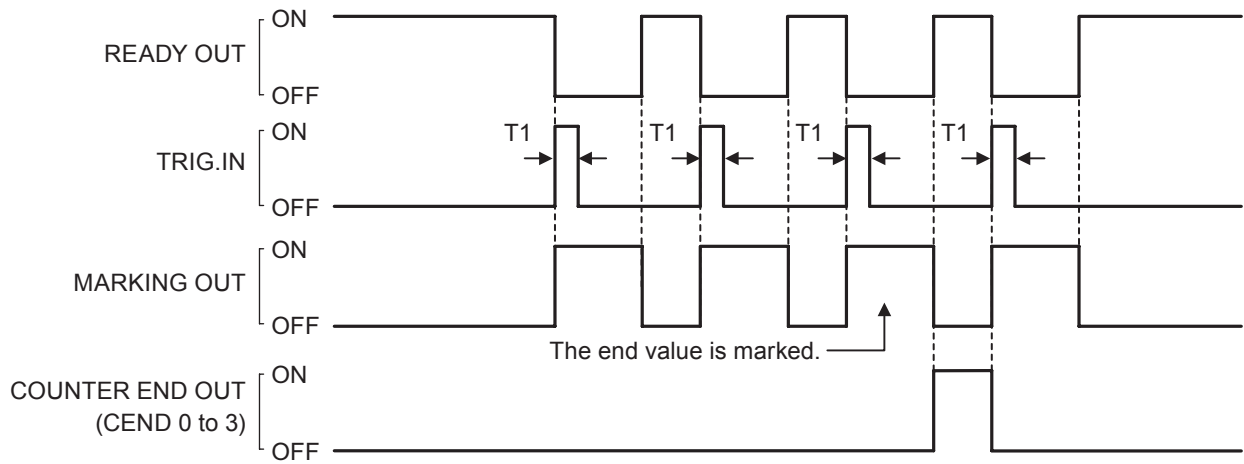 ON
READY OUT
OFF
ON
T1 T1 T1 T1
TRIG.IN
OFF
ON
MARKING OUT
OFF
The end value is marked.
ON
COUNTER END OUT
(CEND 0 to 3)
OFF